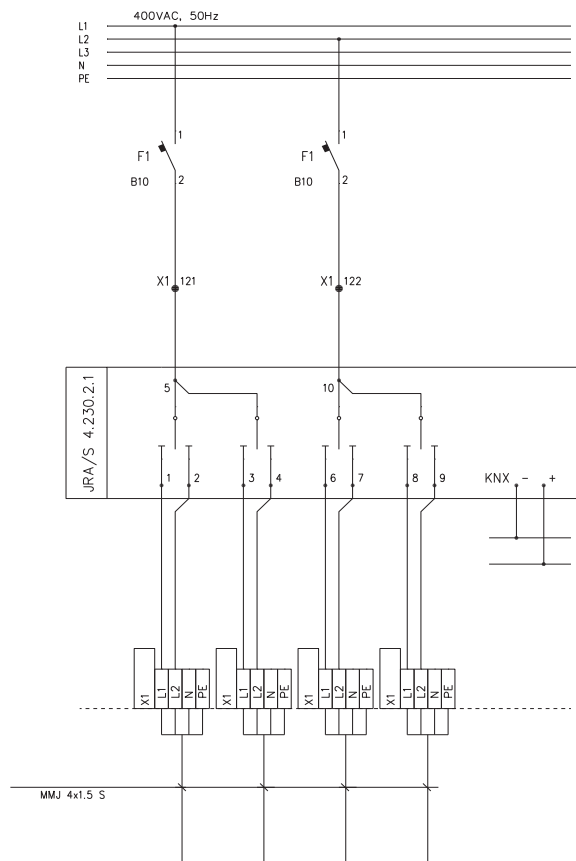 400VAC, 50Hz
L1
L2
L3
N
PE
1 1
F1 F1
B10 2 B10 2
X1 121 X1 122
JRA/S 4.230.2.1
5 10
1 2 3 4 6 7 8 9 KNX - +
X1 L1 L2 N PE X1 L1 L2 N PE X1 L1 L2 N PE X1 L1 L2 N PE
MMJ 4x1.5 S